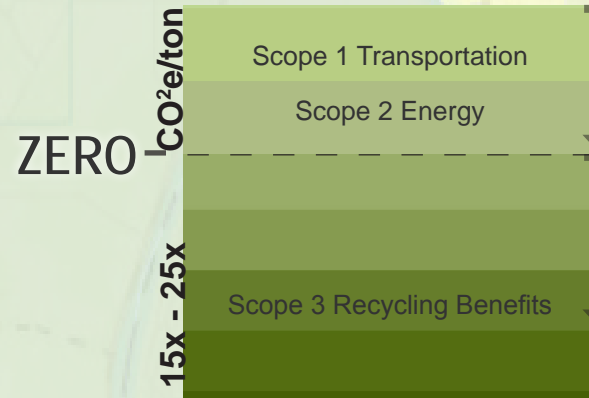 CO²e/ton
Scope 1 Transportation
Scope 2 Energy
ZERO
15x - 25x
Scope 3 Recycling Benefits